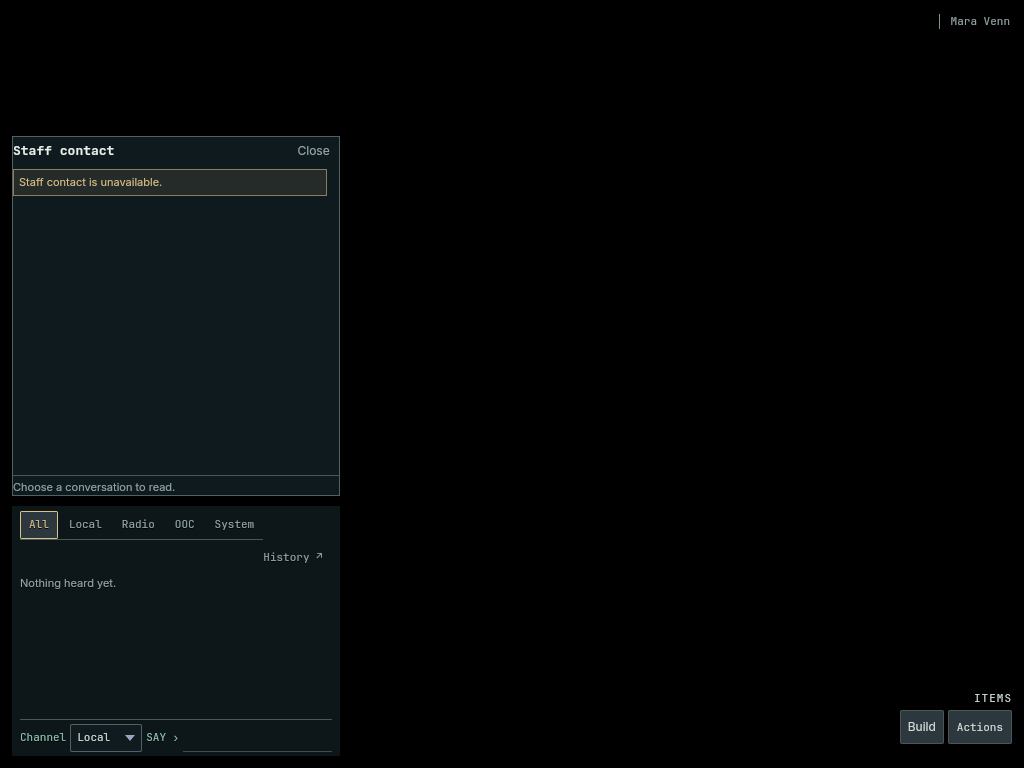 Mara Venn
Staff contact
Close
Staff contact is unavailable.
Choose a conversation to read.
All Local Radio OOC System
History ↗
Nothing heard yet.
Channel Local SAY ›
ITEMS
Build Actions